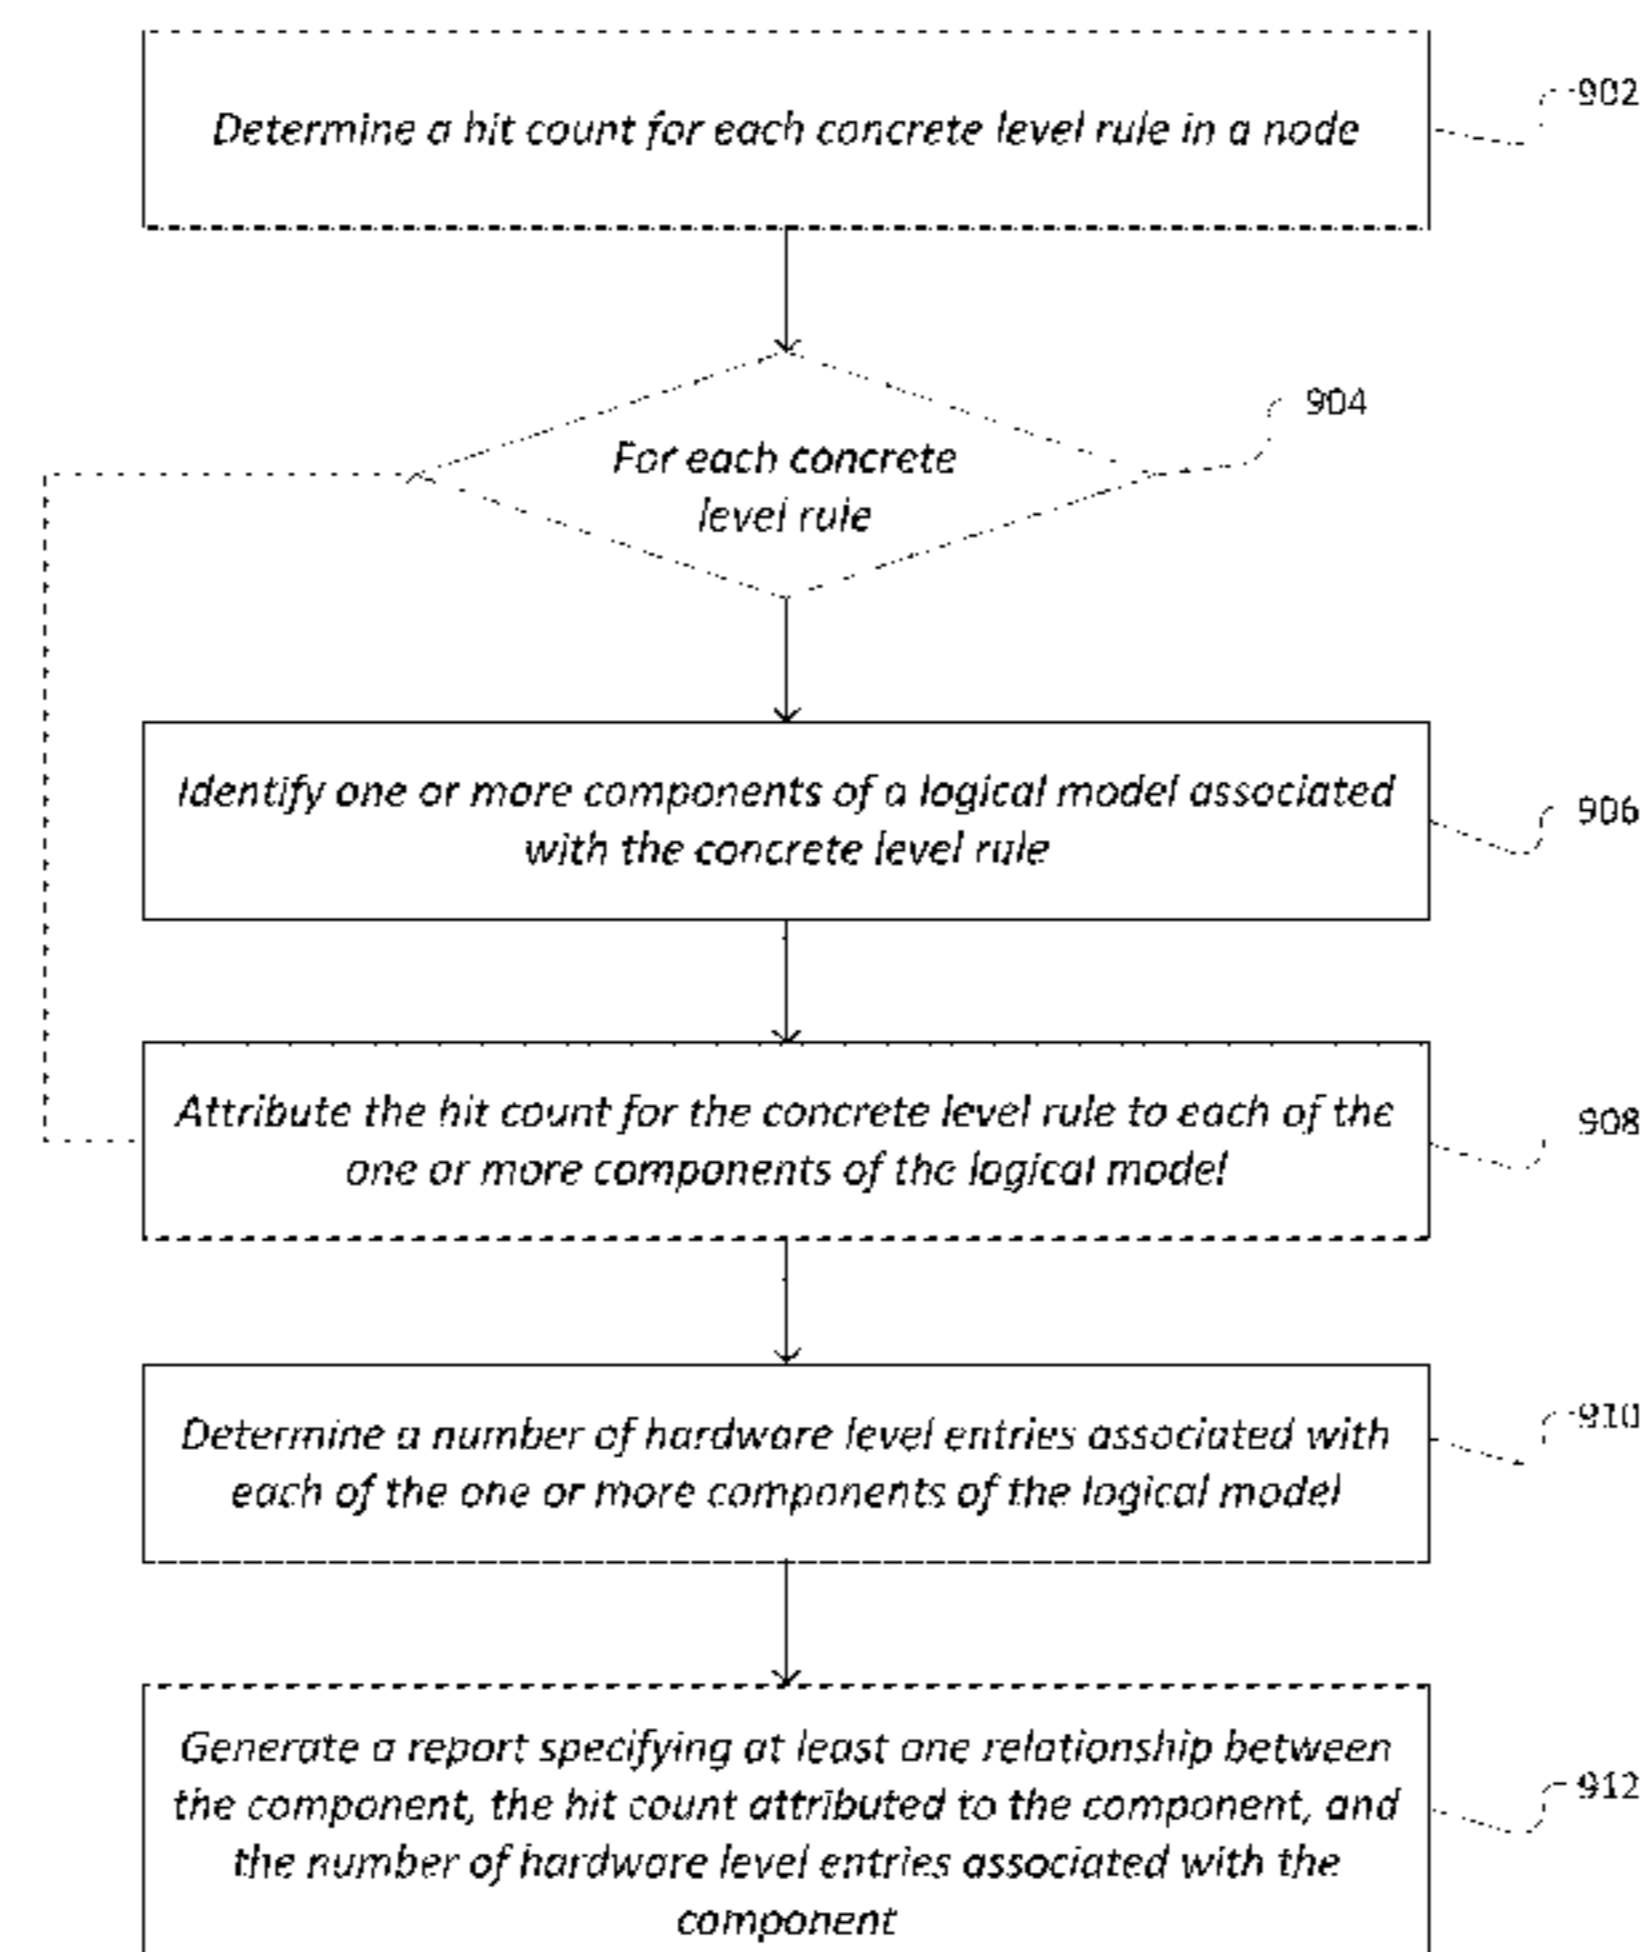 Determine a hit count for each concrete level rule in a node
902
For each concrete
level rule
904
Identify one or more components of a logical model associated
with the concrete level rule
906
Attribute the hit count for the concrete level rule to each of the
one or more components of the logical model
908
Determine a number of hardware level entries associated with
each of the one or more components of the logical model
910
Generate a report specifying at least one relationship between
the component, the hit count attributed to the component, and
the number of hardware level entries associated with the
component
912